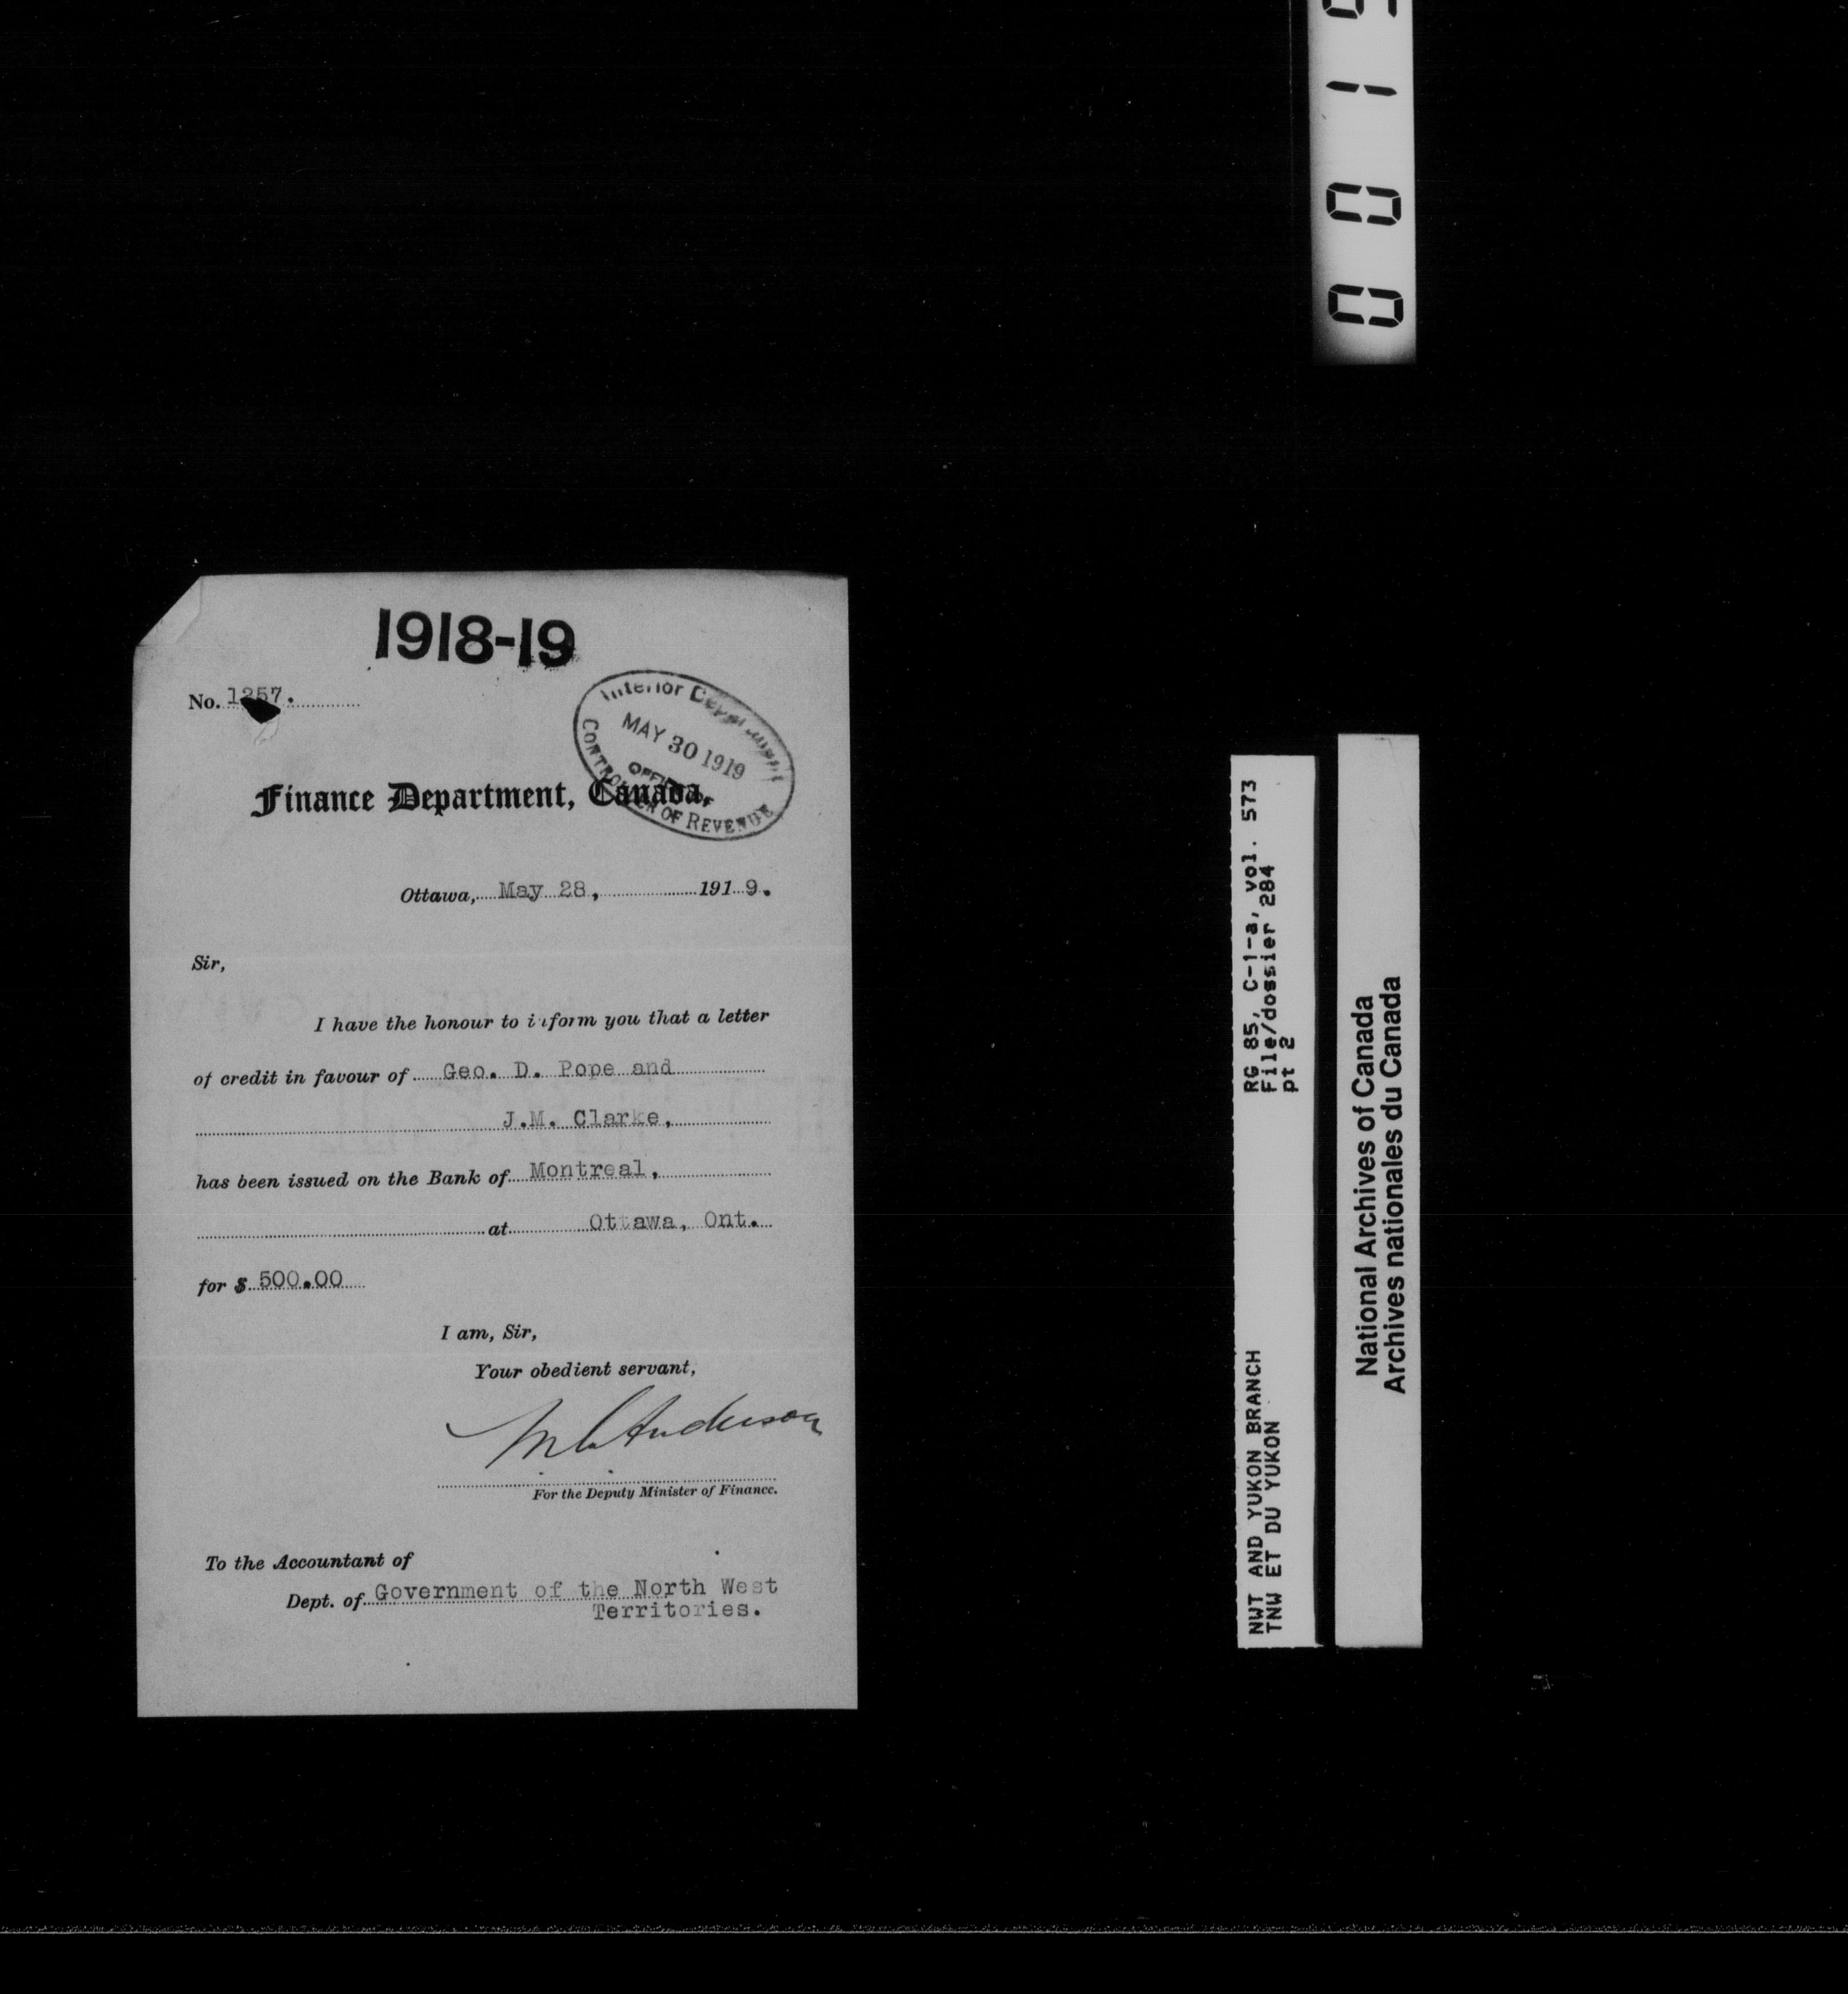 1918-19
No. 1257.
Interior Department
MAY 30 1919
OFFICE OF
CONTROLLER OF REVENUE
Finance Department, Canada,
Ottawa, May 28, 1919.
Sir,
I have the honour to inform you that a letter
of credit in favour of Geo. D. Pope and
J.M. Clarke,
has been issued on the Bank of Montreal,
at Ottawa, Ont.
for $ 500.00
I am, Sir,
Your obedient servant,
Anderson
For the Deputy Minister of Finance.
To the Accountant of
Dept. of Government of the North West
Territories.
NWT AND YUKON BRANCH RG 85, C-1-a, vol. 573
TNW ET DU YUKON File/dossier 284
pt 2
National Archives of Canada
Archives nationales du Canada